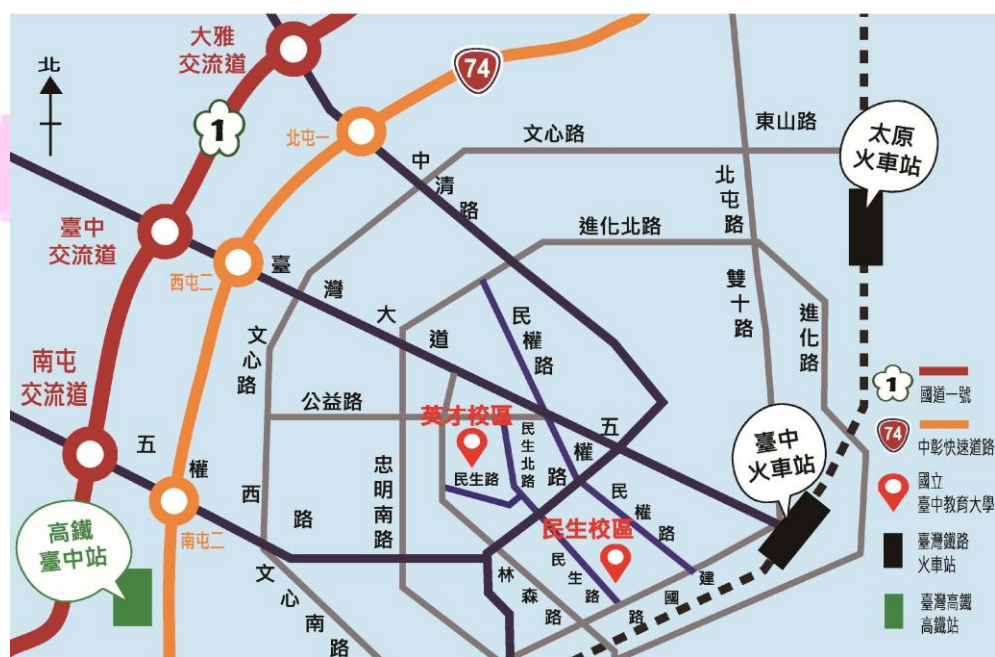 大雅
交流道
北
74
文心路
東山路
太原
火車站
1
北屯一
中清路
北屯路
進化北路
臺中
交流道
西屯二
臺灣大道
民權路
雙十路
進化路
文心路
南屯
交流道
公益路
英才校區
民生北路
民生路
五權路
臺中
火車站
五權西路
忠明南路
民權路
民生校區
高鐵
臺中站
南屯二
文心南路
林森路
民生路
建國路
1
國道一號
74
中彰快速道路
國立
臺中教育大學
臺灣鐵路
火車站
臺灣高鐵
高鐵站